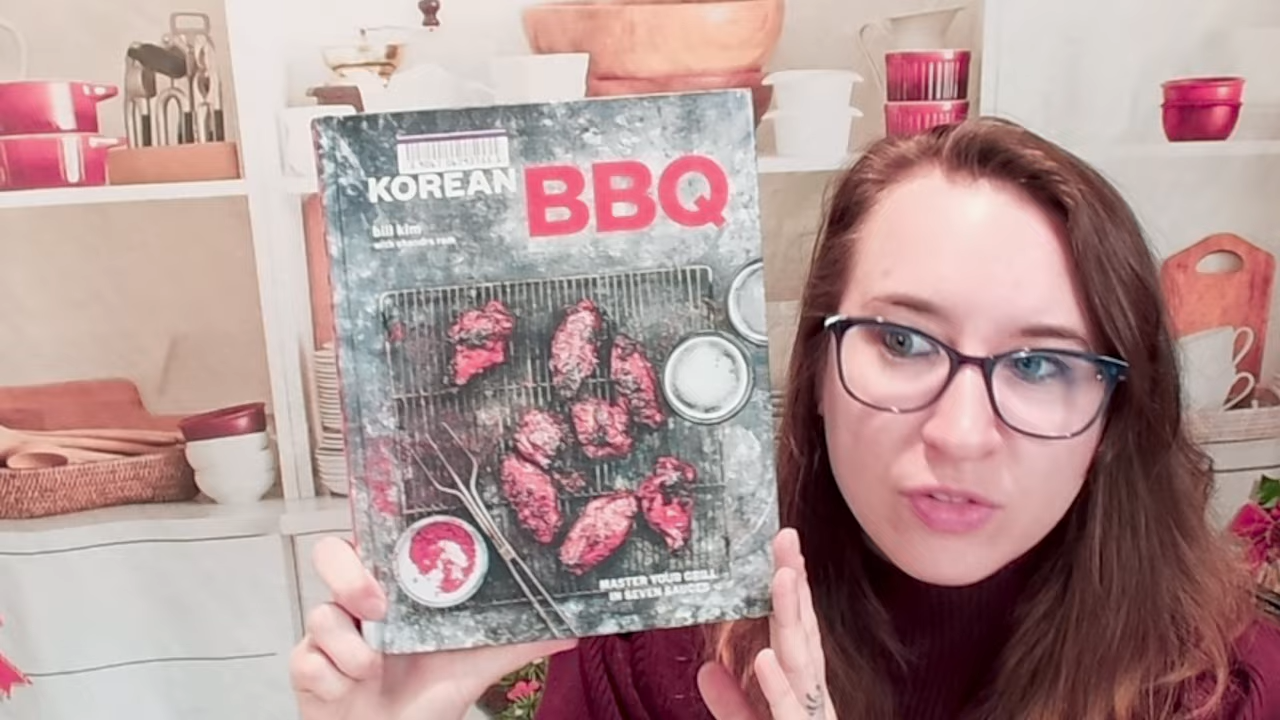 KOREAN BBQ
bill kim
with chandra ram
MASTER YOUR GRILL
IN SEVEN SAUCES